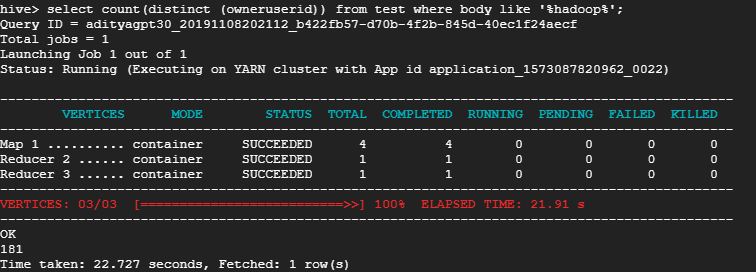 hive> select count(distinct (owneruserid)) from test where body like '%hadoop%';
Query ID = adityagpt30_20191108202112_b422fb57-d70b-4f2b-845d-40ec1f24aecf
Total jobs = 1
Launching Job 1 out of 1
Status: Running (Executing on YARN cluster with App id application_1573087820962_0022)
----------------------------------------------------------------------------------------------
VERTICES MODE STATUS TOTAL COMPLETED RUNNING PENDING FAILED KILLED
----------------------------------------------------------------------------------------------
Map 1 .......... container SUCCEEDED 4 4 0 0 0 0
Reducer 2 ...... container SUCCEEDED 1 1 0 0 0 0
Reducer 3 ...... container SUCCEEDED 1 1 0 0 0 0
----------------------------------------------------------------------------------------------
VERTICES: 03/03 [==========================>>] 100% ELAPSED TIME: 21.91 s
----------------------------------------------------------------------------------------------
OK
181
Time taken: 22.727 seconds, Fetched: 1 row(s)